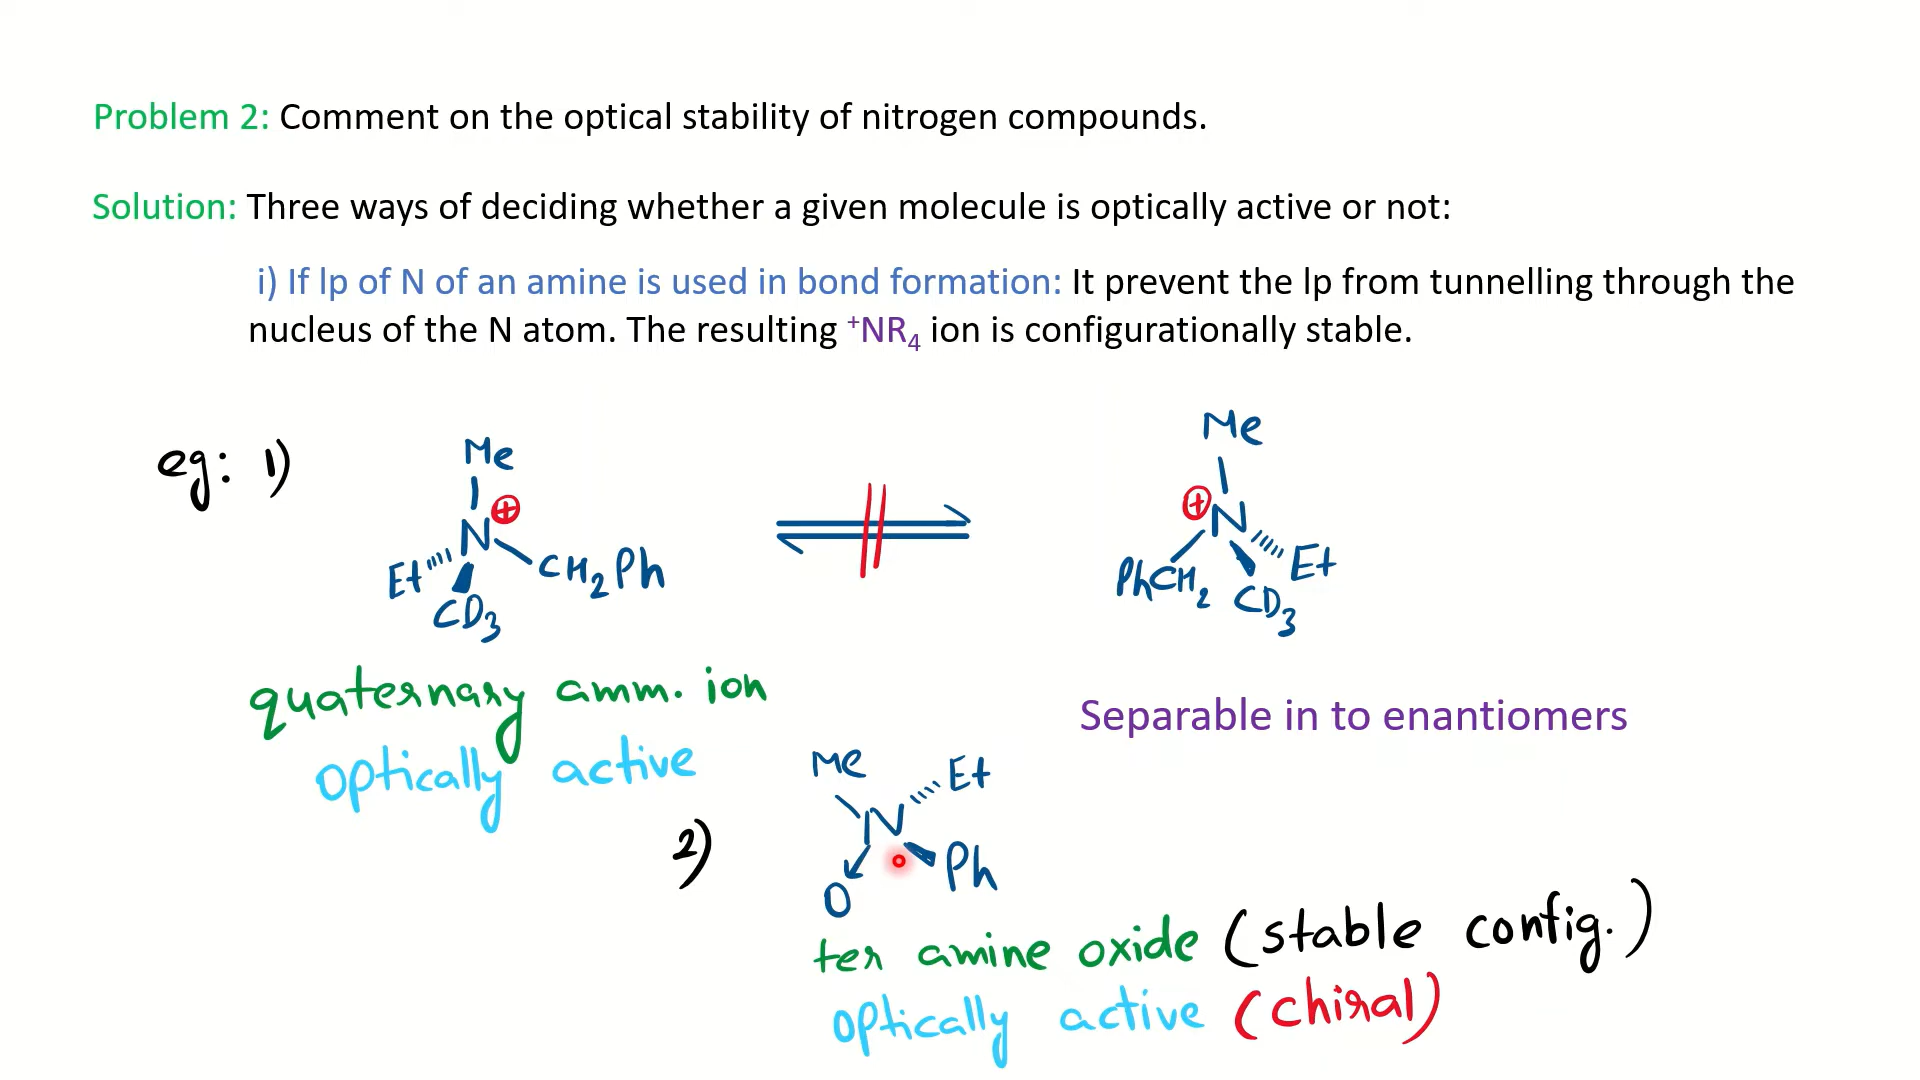 Problem 2: Comment on the optical stability of nitrogen compounds.
Solution: Three ways of deciding whether a given molecule is optically active or not:
i) If lp of N of an amine is used in bond formation: It prevent the lp from tunnelling through the
nucleus of the N atom. The resulting ⁺NR₄ ion is configurationally stable.
eg: 1)
Me
N ⊕
Et
CH₂Ph
CD₃
Me
⊕ N
PhCH₂
Et
CD₃
quaternary amm. ion
optically active
Separable in to enantiomers
2)
Me
Et
N
Ph
O
ter amine oxide (stable config.)
optically active (chiral)